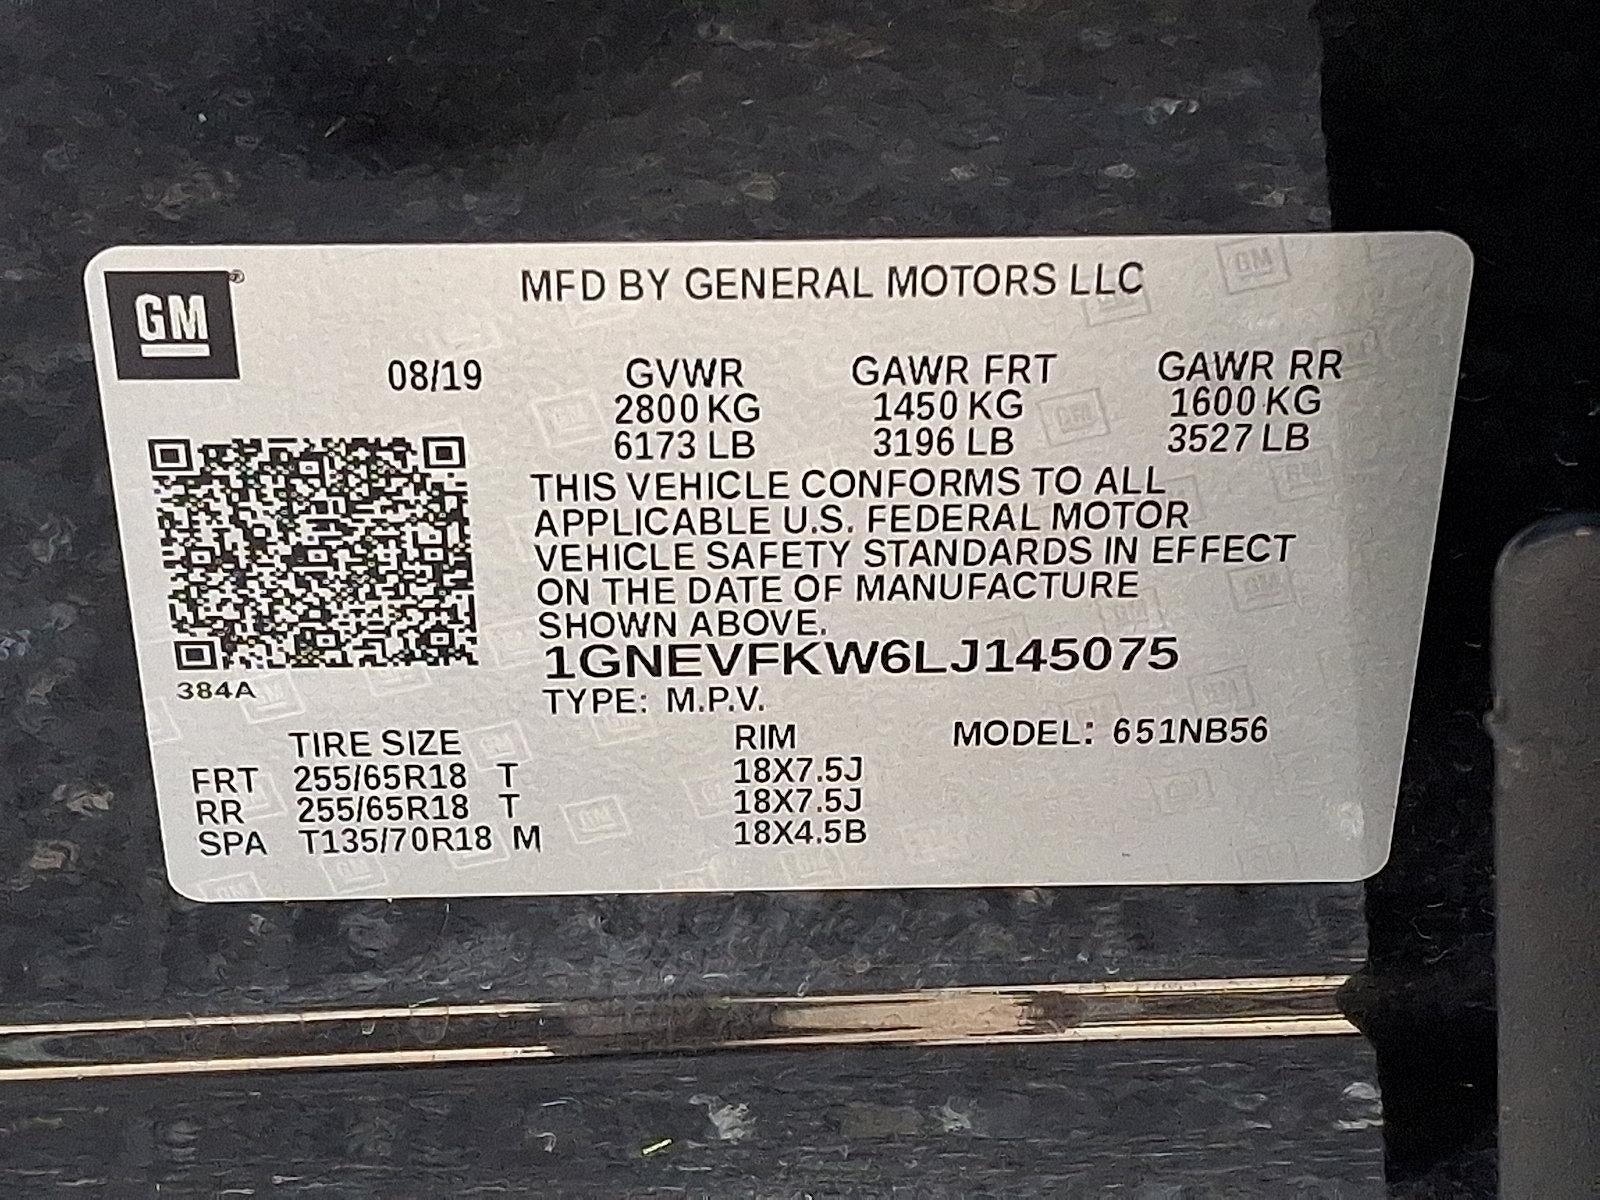 GM
MFD BY GENERAL MOTORS LLC
08/19 GVWR GAWR FRT GAWR RR
2800 KG 1450 KG 1600 KG
6173 LB 3196 LB 3527 LB
THIS VEHICLE CONFORMS TO ALL
APPLICABLE U.S. FEDERAL MOTOR
VEHICLE SAFETY STANDARDS IN EFFECT
ON THE DATE OF MANUFACTURE
SHOWN ABOVE.
1GNEVFKW6LJ145075
384A
TYPE: M.P.V.
TIRE SIZE RIM MODEL: 651NB56
FRT 255/65R18 T 18X7.5J
RR 255/65R18 T 18X7.5J
SPA T135/70R18 M 18X4.5B